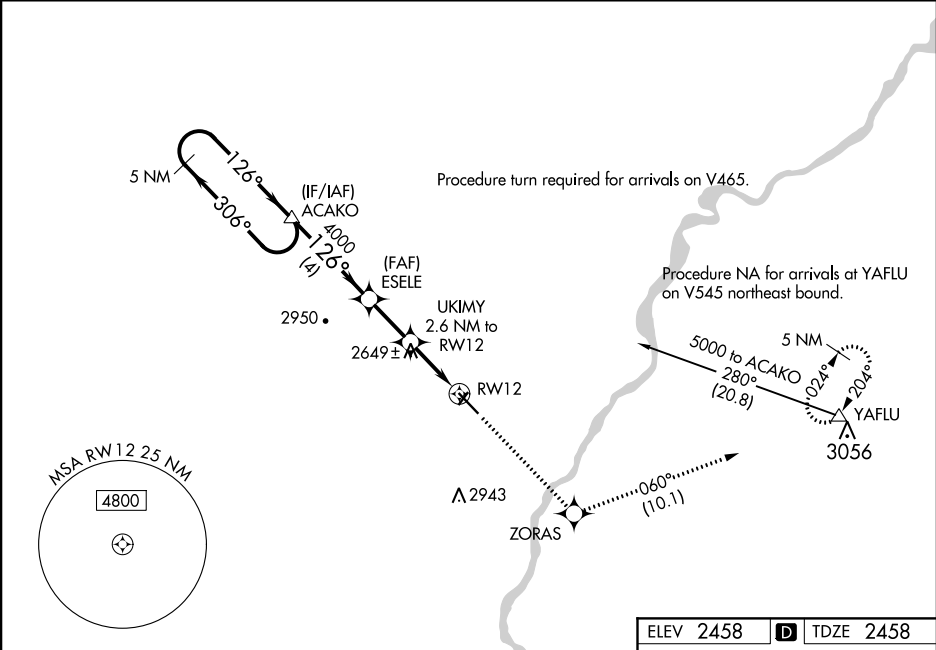 5 NM
126°
306°
(IF/IAF)
ACAKO
4000
126°
(4)
Procedure turn required for arrivals on V465.
(FAF)
ESELE
2950
UKIMY
2.6 NM to
RW12
2649±
RW12
Procedure NA for arrivals at YAFLU
on V545 northeast bound.
5 NM
5000 to ACAKO
280°
(20.8)
024°
204°
YAFLU
3056
MSA RW12 25 NM
4800
2943
060°
(10.1)
ZORAS
ELEV 2458 D TDZE 2458